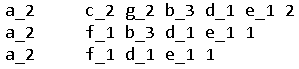 a_2 c_2 g_2 b_3 d_1 e_1 2
a_2 f_1 b_3 d_1 e_1 1
a_2 f_1 d_1 e_1 1